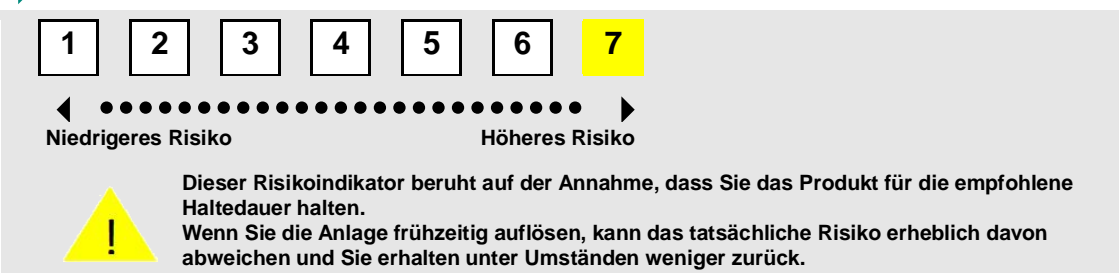 1 2 3 4 5 6 7
Niedrigeres Risiko Höheres Risiko
Dieser Risikoindikator beruht auf der Annahme, dass Sie das Produkt für die empfohlene
Haltedauer halten.
Wenn Sie die Anlage frühzeitig auflösen, kann das tatsächliche Risiko erheblich davon
abweichen und Sie erhalten unter Umständen weniger zurück.
!